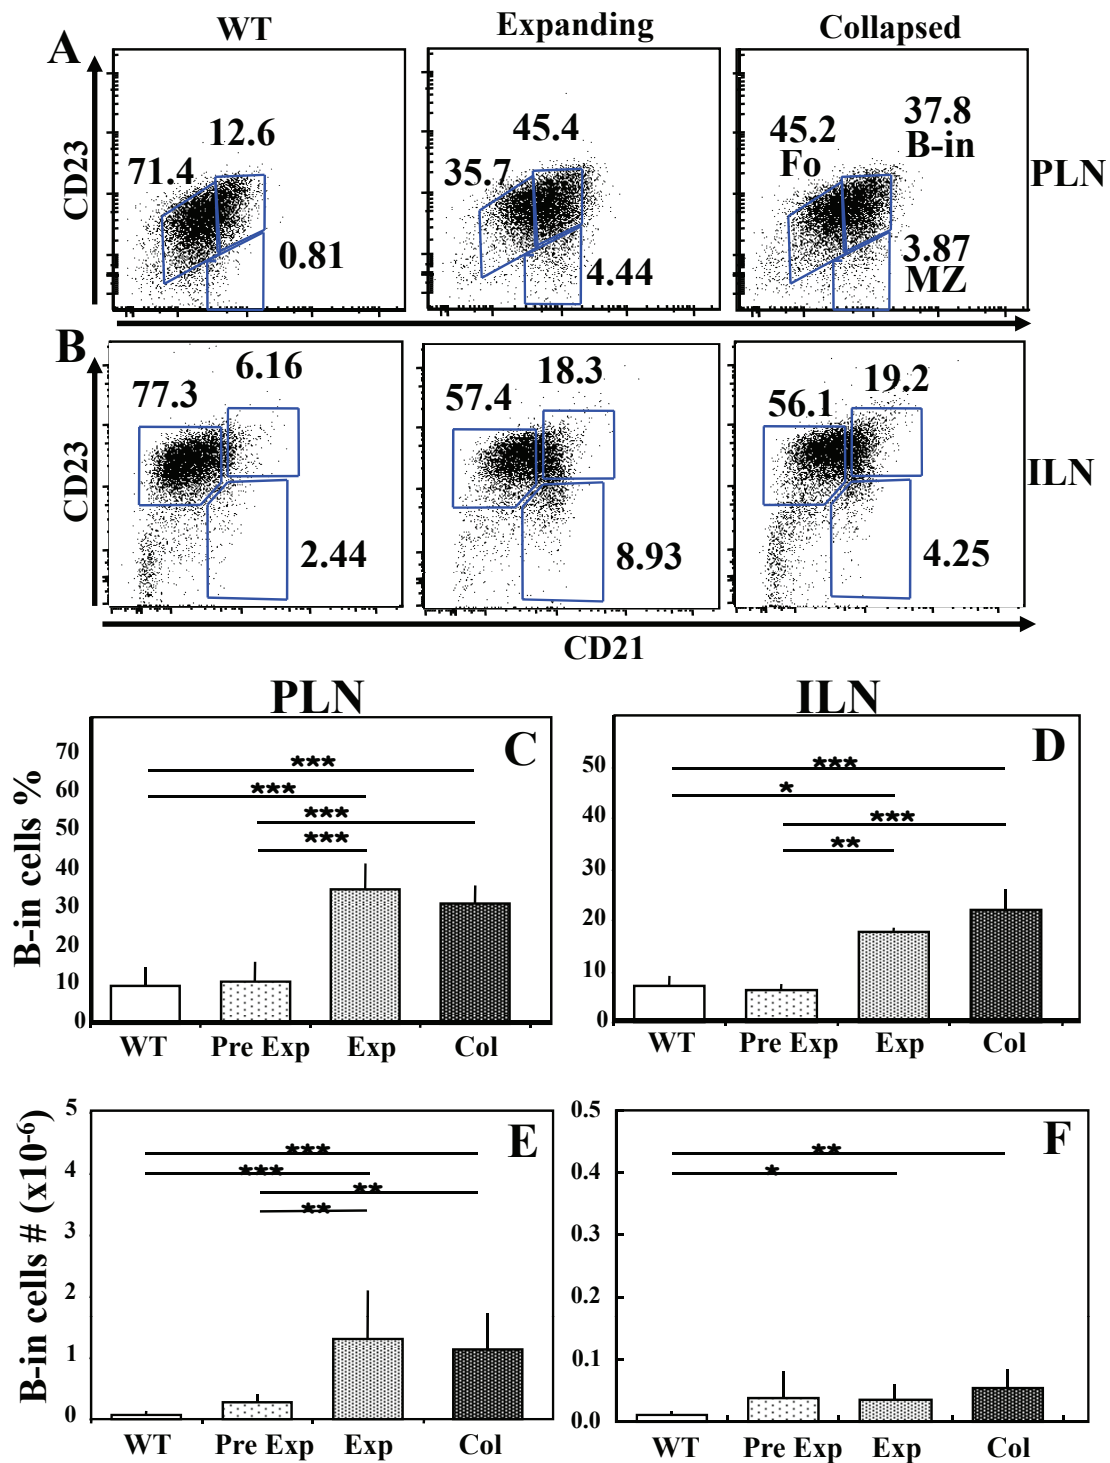 WT Expanding Collapsed
A
CD23
71.4 12.6 0.81
35.7 45.4 4.44
45.2 Fo 37.8 B-in 3.87 MZ
PLN
B
CD23
77.3 6.16 2.44
57.4 18.3 8.93
56.1 19.2 4.25
ILN
CD21
PLN ILN
C
B-in cells %
70
60
50
40
30
20
10
0
***
***
***
***
WT Pre Exp Exp Col
D
50
40
30
20
10
0
***
*
***
**
WT Pre Exp Exp Col
E
B-in cells # (x10-6)
5
4
3
2
1
0
***
***
**
**
WT Pre Exp Exp Col
F
0.5
0.4
0.3
0.2
0.1
0.0
**
*
WT Pre Exp Exp Col